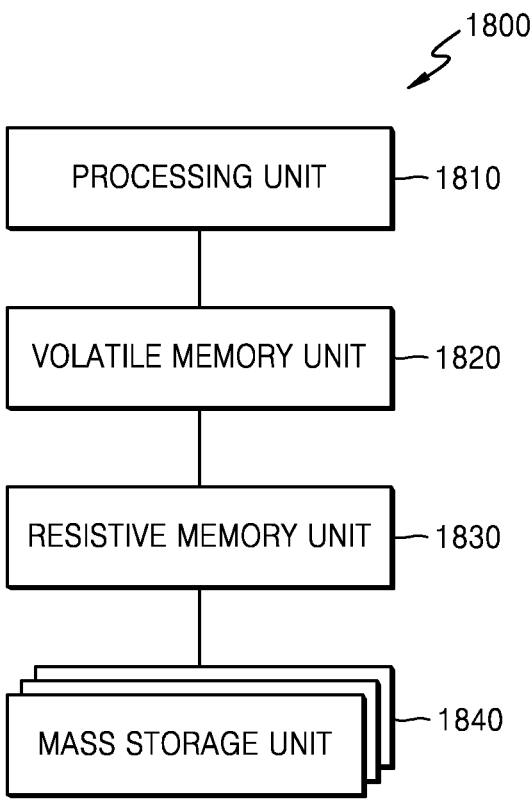 1800
PROCESSING UNIT
1810
VOLATILE MEMORY UNIT
1820
RESISTIVE MEMORY UNIT
1830
MASS STORAGE UNIT
1840